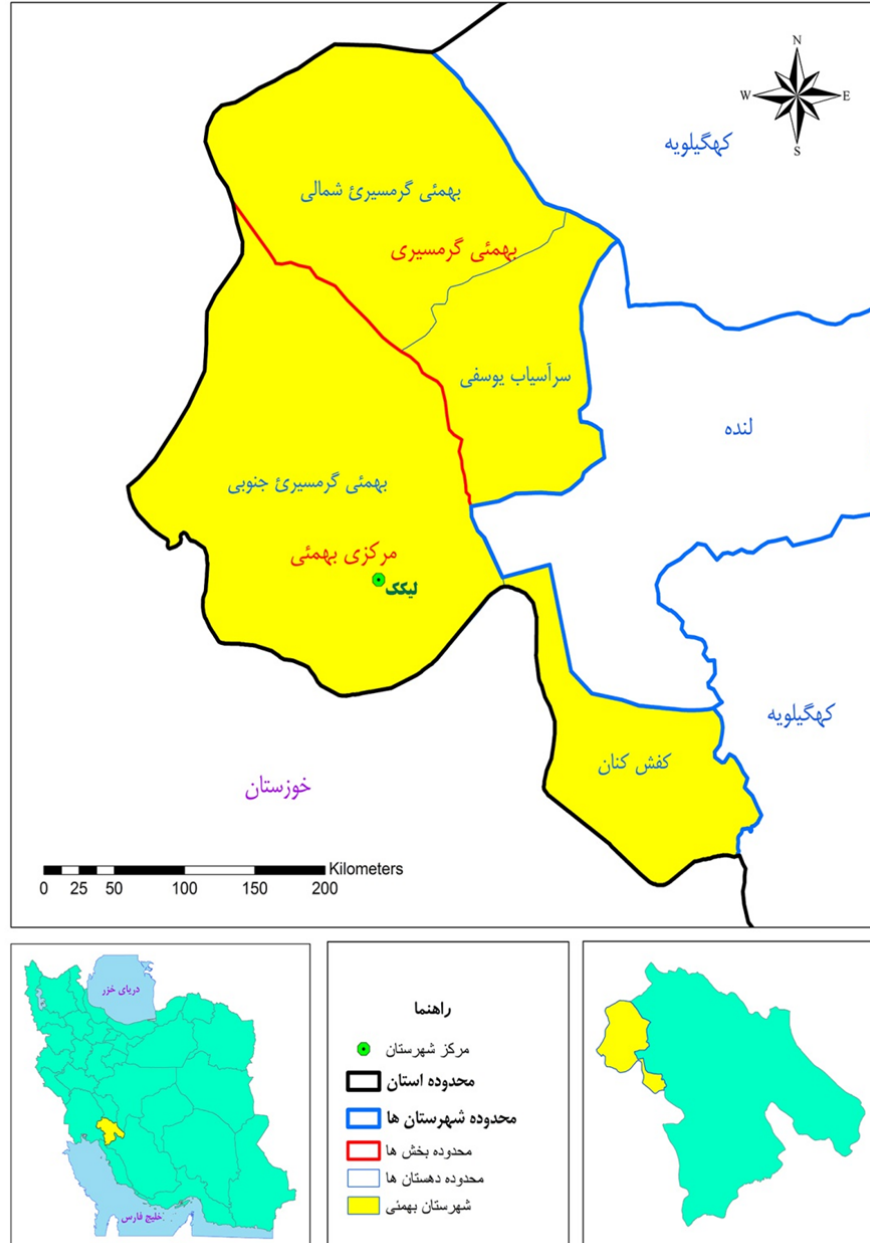 N
W
E
S
کهگیلویه
بهمئی گرمسیرئ شمالی
بهمئی گرمسیری
سرآسیاب یوسفی
لنده
بهمئی گرمسیرئ جنوبی
مرکزی بهمئی
لیکک
کهگیلویه
کفش کنان
خوزستان
Kilometers
0 25 50 100 150 200
دریای خزر
خلیج فارس
راهنما
مرکز شهرستان
محدوده استان
محدوده شهرستان ها
محدوده بخش ها
محدوده دهستان ها
شهرستان بهمئی